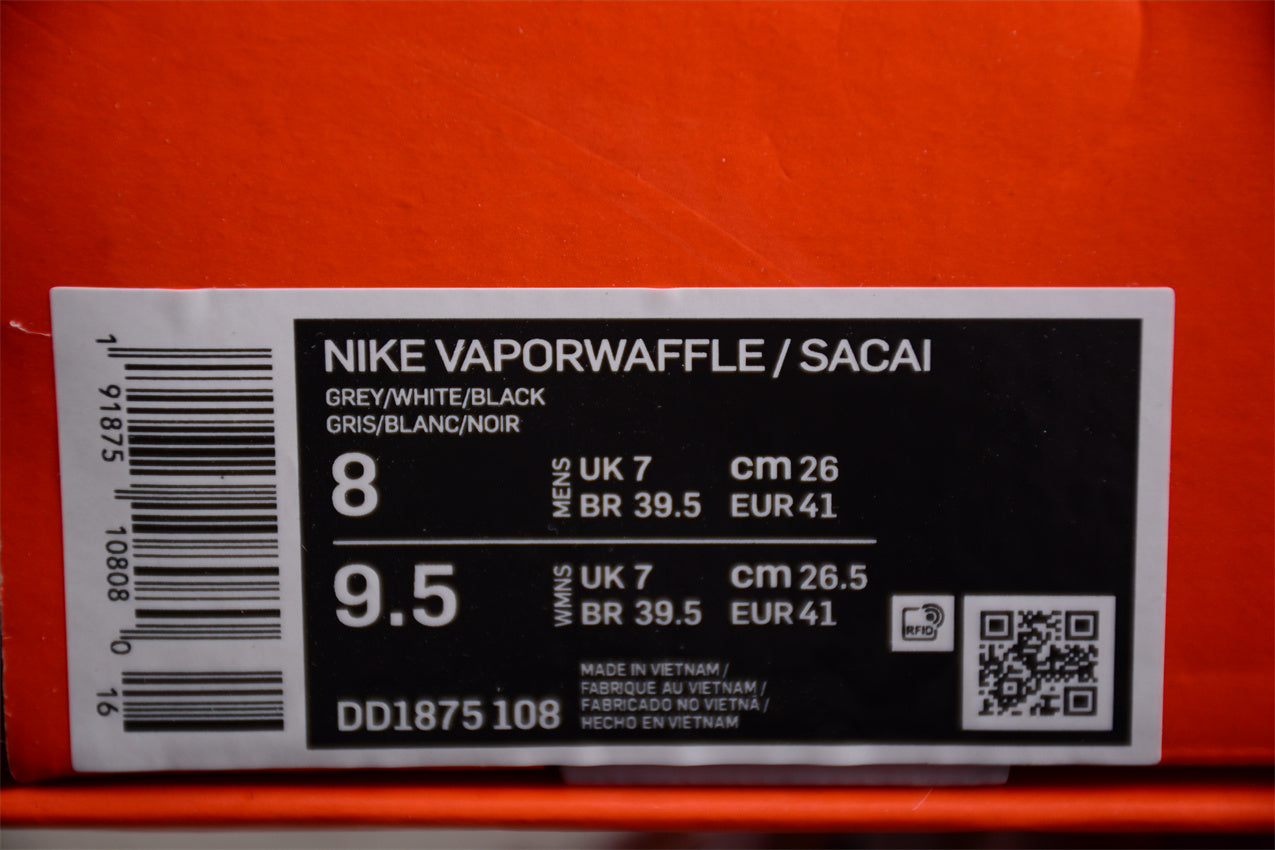 NIKE VAPORWAFFLE / SACAI
GREY/WHITE/BLACK
GRIS/BLANC/NOIR
8
MENS
UK 7 cm 26
BR 39.5 EUR 41
9.5
WMNS
UK 7 cm 26.5
BR 39.5 EUR 41
RFID
MADE IN VIETNAM /
FABRIQUE AU VIETNAM /
FABRICADO NO VIETNÃ /
HECHO EN VIETNAM
DD1875 108
1 91875 10808 0 16